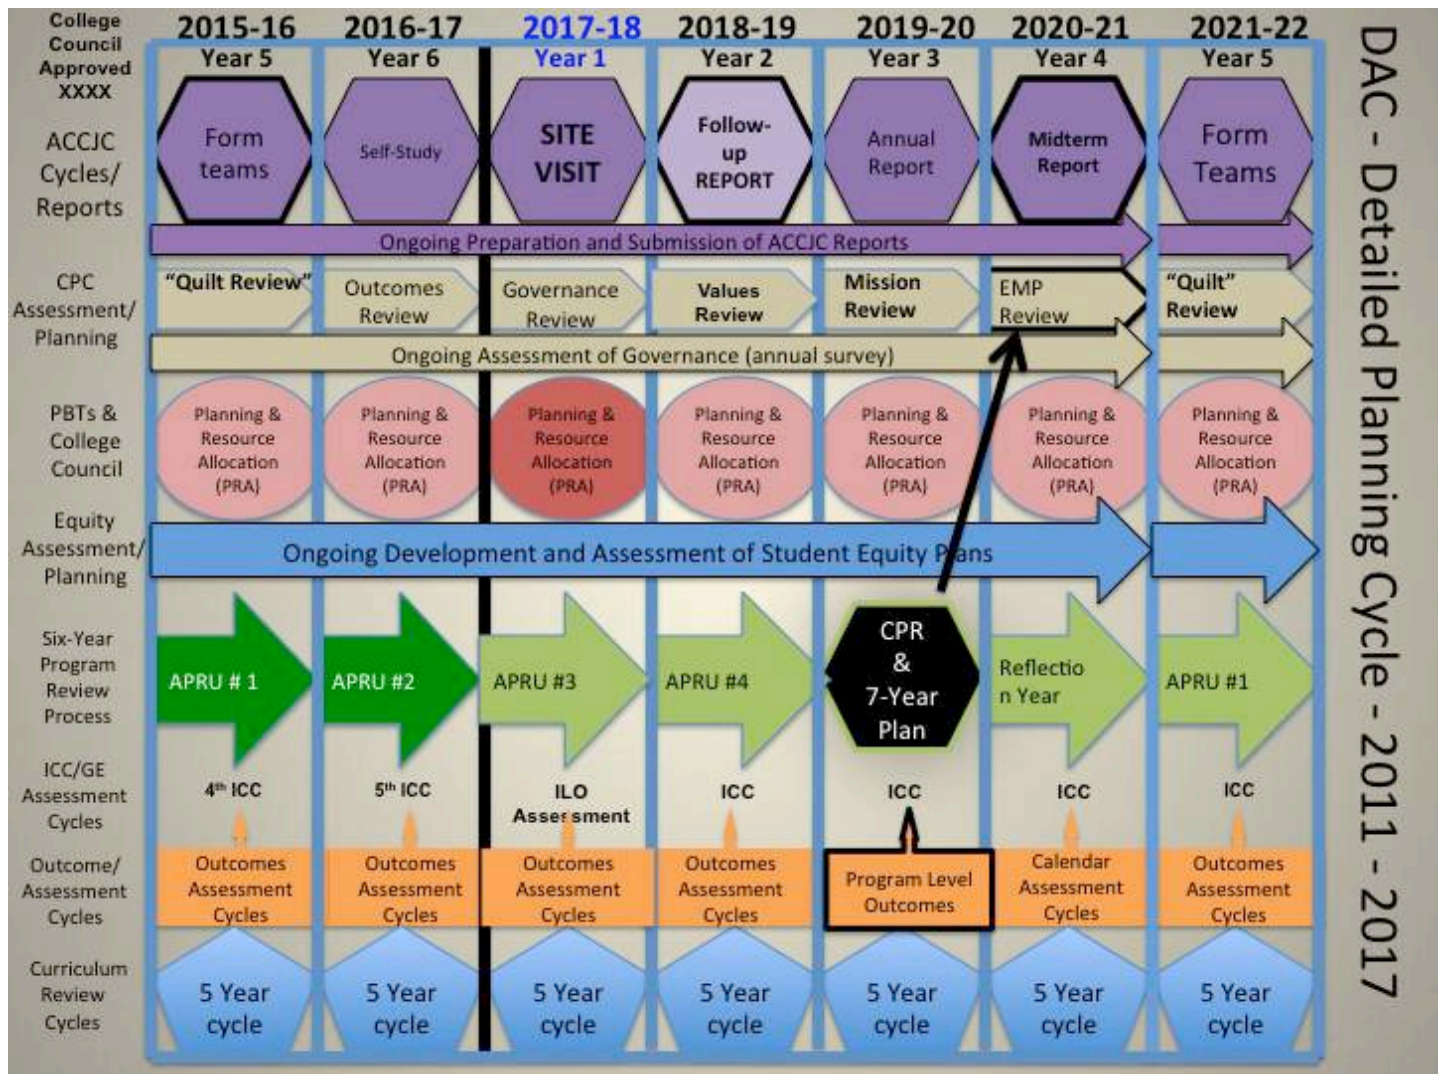 College
Council
Approved
XXXX
2015-16
2016-17
2017-18
2018-19
2019-20
2020-21
2021-22
Year 5
Year 6
Year 1
Year 2
Year 3
Year 4
Year 5
ACCJC
Cycles/
Reports
Form
teams
Self-Study
SITE
VISIT
Follow-
up
REPORT
Annual
Report
Midterm
Report
Form
Teams
Ongoing Preparation and Submission of ACCJC Reports
CPC
Assessment/
Planning
“Quilt Review”
Outcomes
Review
Governance
Review
Values
Review
Mission
Review
EMP
Review
“Quilt”
Review
Ongoing Assessment of Governance (annual survey)
PBTs &
College
Council
Planning &
Resource
Allocation
(PRA)
Planning &
Resource
Allocation
(PRA)
Planning &
Resource
Allocation
(PRA)
Planning &
Resource
Allocation
(PRA)
Planning &
Resource
Allocation
(PRA)
Planning &
Resource
Allocation
(PRA)
Planning &
Resource
Allocation
(PRA)
Equity
Assessment/
Planning
Ongoing Development and Assessment of Student Equity Plans
Six-Year
Program
Review
Process
APRU # 1
APRU #2
APRU #3
APRU #4
CPR
&
7-Year
Plan
Reflectio
n Year
APRU #1
ICC/GE
Assessment
Cycles
4th ICC
5th ICC
ILO
Assessment
ICC
ICC
ICC
ICC
Outcome/
Assessment
Cycles
Outcomes
Assessment
Cycles
Outcomes
Assessment
Cycles
Outcomes
Assessment
Cycles
Outcomes
Assessment
Cycles
Program Level
Outcomes
Calendar
Assessment
Cycles
Outcomes
Assessment
Cycles
Curriculum
Review
Cycles
5 Year
cycle
5 Year
cycle
5 Year
cycle
5 Year
cycle
5 Year
cycle
5 Year
cycle
5 Year
cycle
DAC - Detailed Planning Cycle - 2011 - 2017